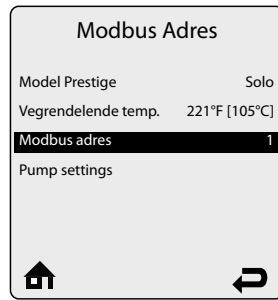 Modbus Adres
Model Prestige Solo
Vegrendelende temp. 221°F [105°C]
Modbus adres 1
Pump settings